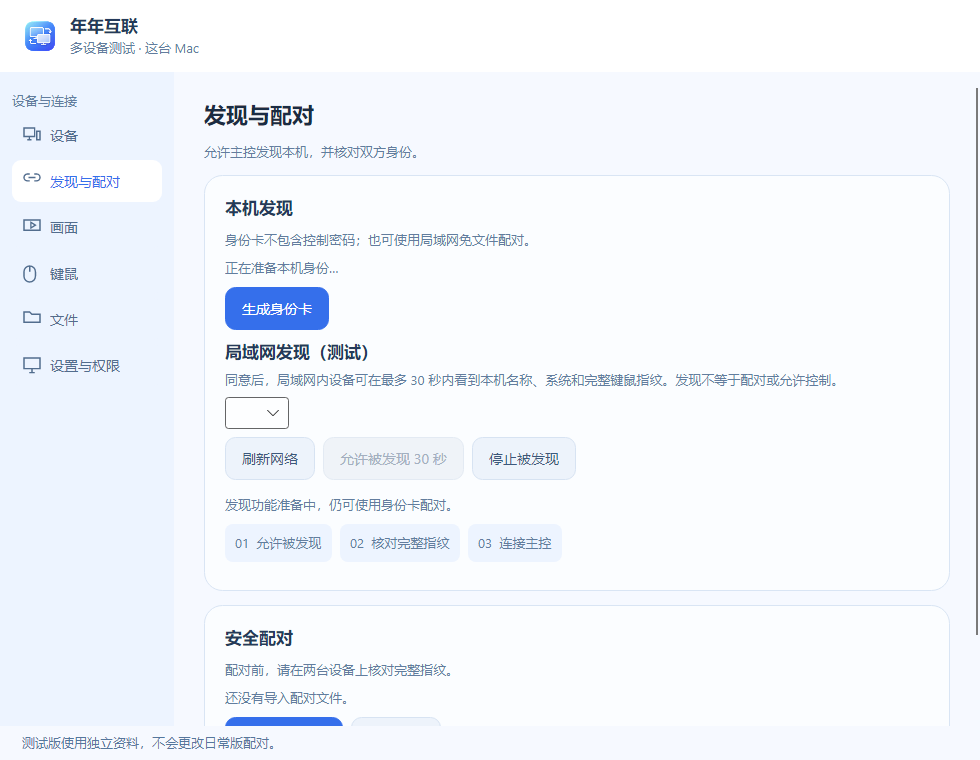 年年互联
多设备测试 · 这台 Mac
设备与连接
设备
发现与配对
画面
键鼠
文件
设置与权限
发现与配对
允许主控发现本机，并核对双方身份。
本机发现
身份卡不包含控制密码；也可使用局域网免文件配对。
正在准备本机身份...
生成身份卡
局域网发现（测试）
同意后，局域网内设备可在最多 30 秒内看到本机名称、系统和完整键鼠指纹。发现不等于配对或允许控制。
刷新网络
允许被发现 30 秒
停止被发现
发现功能准备中，仍可使用身份卡配对。
01 允许被发现
02 核对完整指纹
03 连接主控
安全配对
配对前，请在两台设备上核对完整指纹。
还没有导入配对文件。
测试版使用独立资料，不会更改日常版配对。